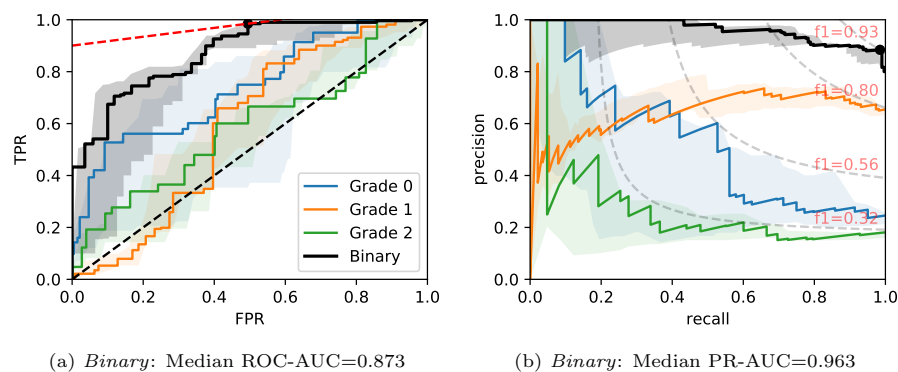 1.0
0.8
0.6
0.4
0.2
0.0
TPR
0.0 0.2 0.4 0.6 0.8 1.0
FPR
Grade 0
Grade 1
Grade 2
Binary
(a) Binary: Median ROC-AUC=0.873
1.0
0.8
0.6
0.4
0.2
0.0
precision
0.0 0.2 0.4 0.6 0.8 1.0
recall
f1=0.93
f1=0.80
f1=0.56
f1=0.32
(b) Binary: Median PR-AUC=0.963